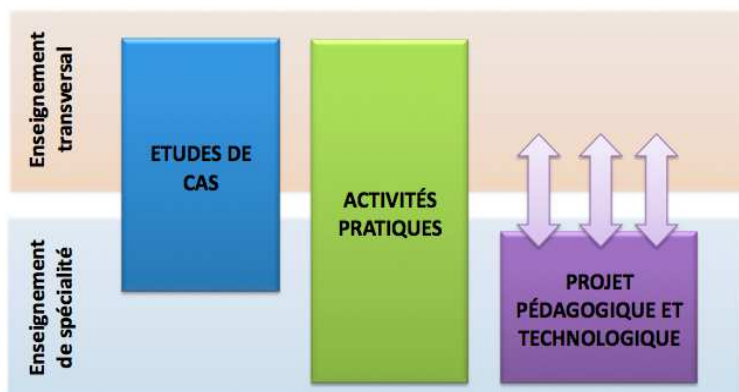 Enseignement
transversal
ETUDES DE
CAS
ACTIVITÉS
PRATIQUES
Enseignement
de spécialité
PROJET
PÉDAGOGIQUE ET
TECHNOLOGIQUE